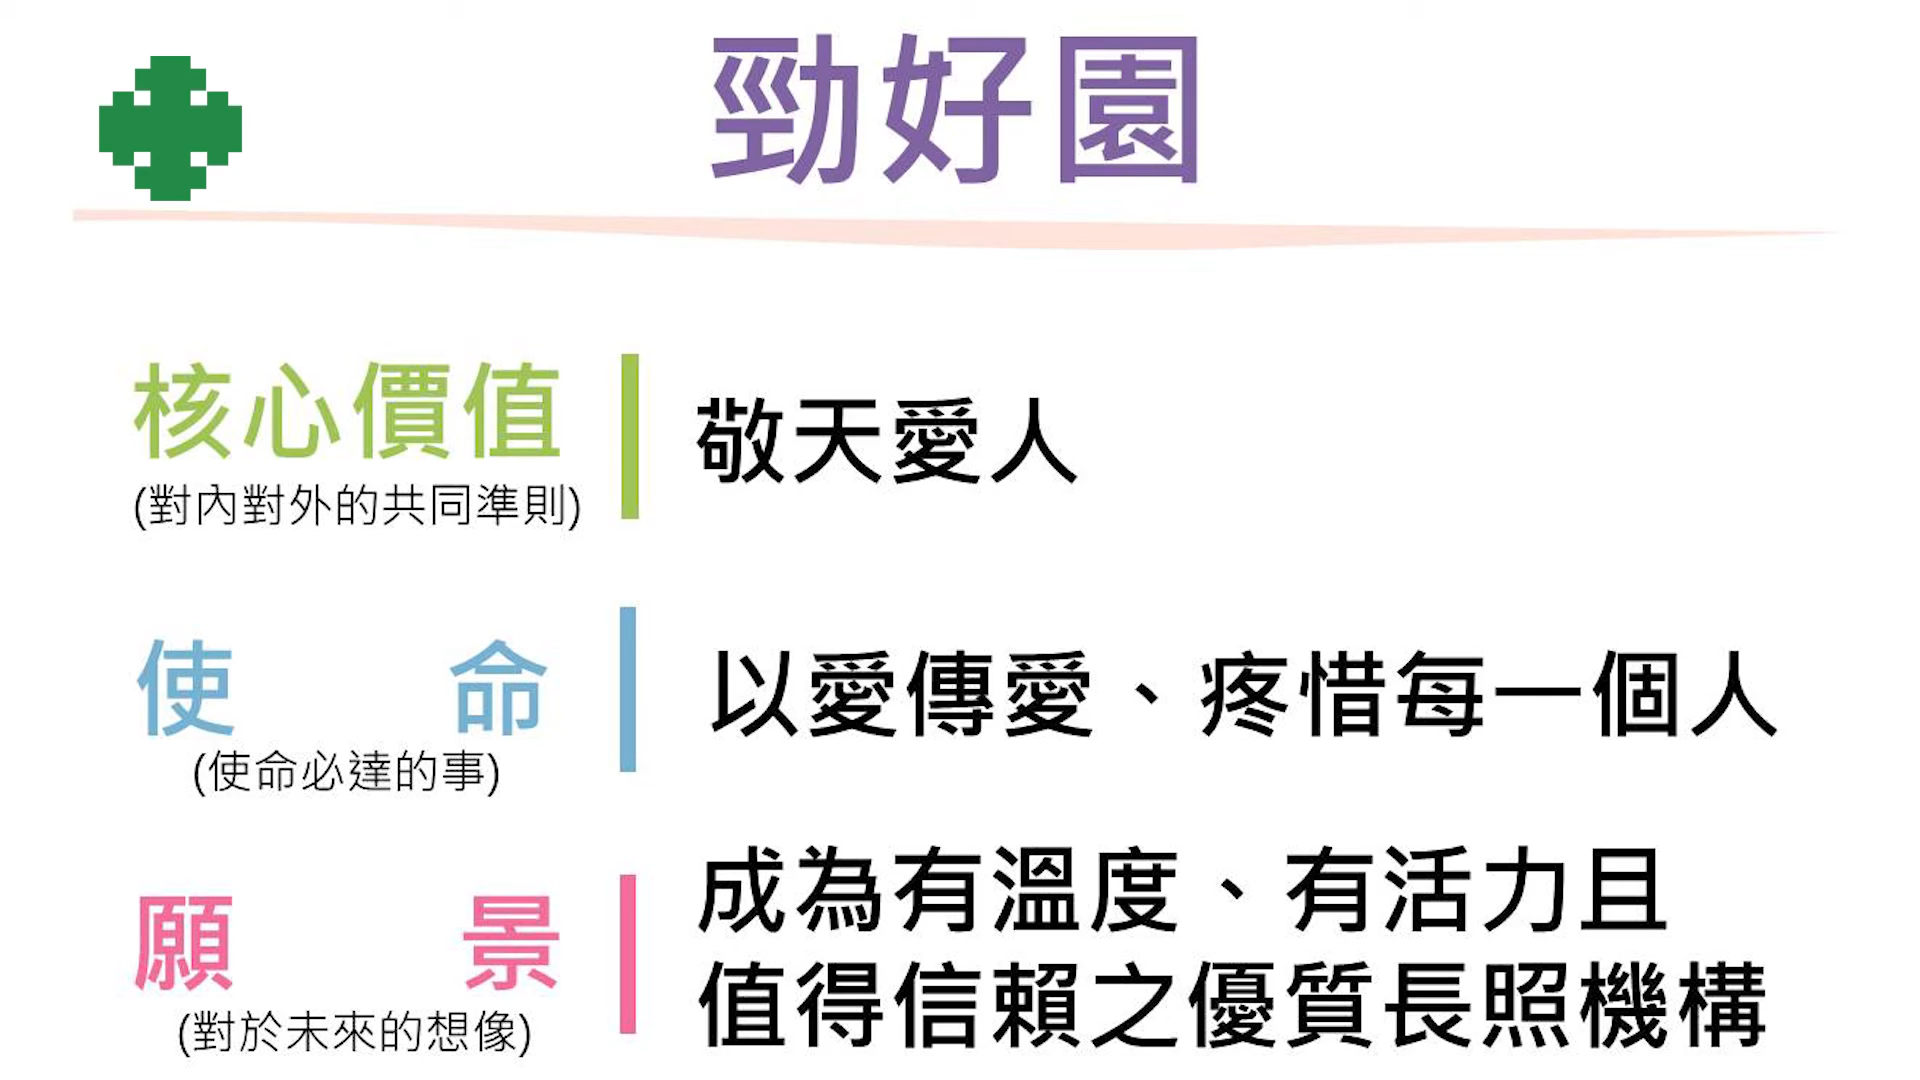 勁好園
核心價值
(對內對外的共同準則)
敬天愛人
使命
(使命必達的事)
以愛傳愛、疼惜每一個人
願景
(對於未來的想像)
成為有溫度、有活力且
值得信賴之優質長照機構